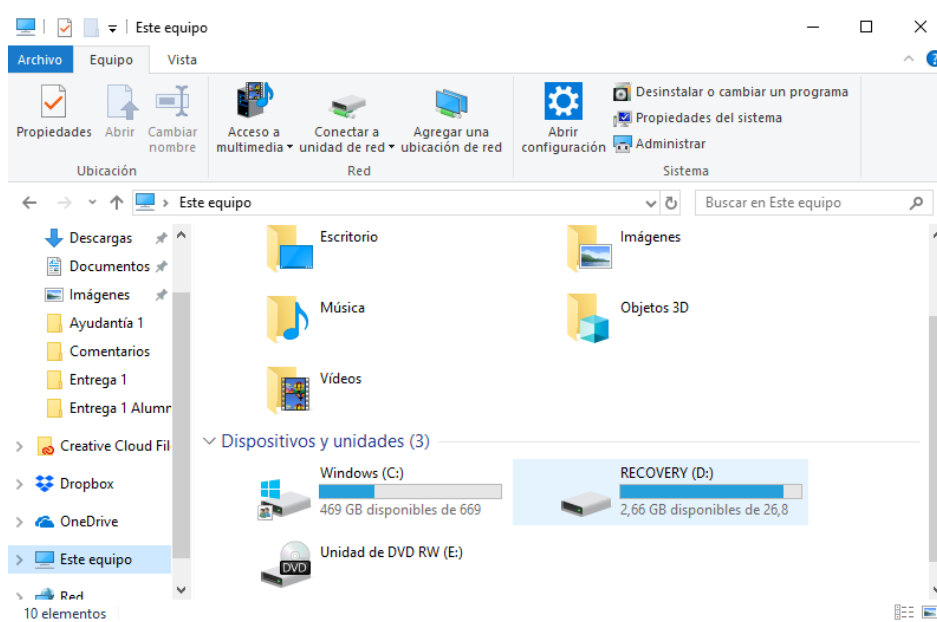 Este equipo
Archivo Equipo Vista
Propiedades Abrir Cambiar nombre
Ubicación
Acceso a multimedia Conectar a unidad de red Agregar una ubicación de red
Red
Abrir configuración
Desinstalar o cambiar un programa
Propiedades del sistema
Administrar
Sistema
Este equipo
Buscar en Este equipo
Descargas
Documentos
Imágenes
Ayudantía 1
Comentarios
Entrega 1
Entrega 1 Alumn
Creative Cloud Fil
Dropbox
OneDrive
Este equipo
Red
Escritorio
Imágenes
Música
Objetos 3D
Vídeos
Dispositivos y unidades (3)
Windows (C:)
469 GB disponibles de 669
RECOVERY (D:)
2,66 GB disponibles de 26,8
Unidad de DVD RW (E:)
DVD
10 elementos